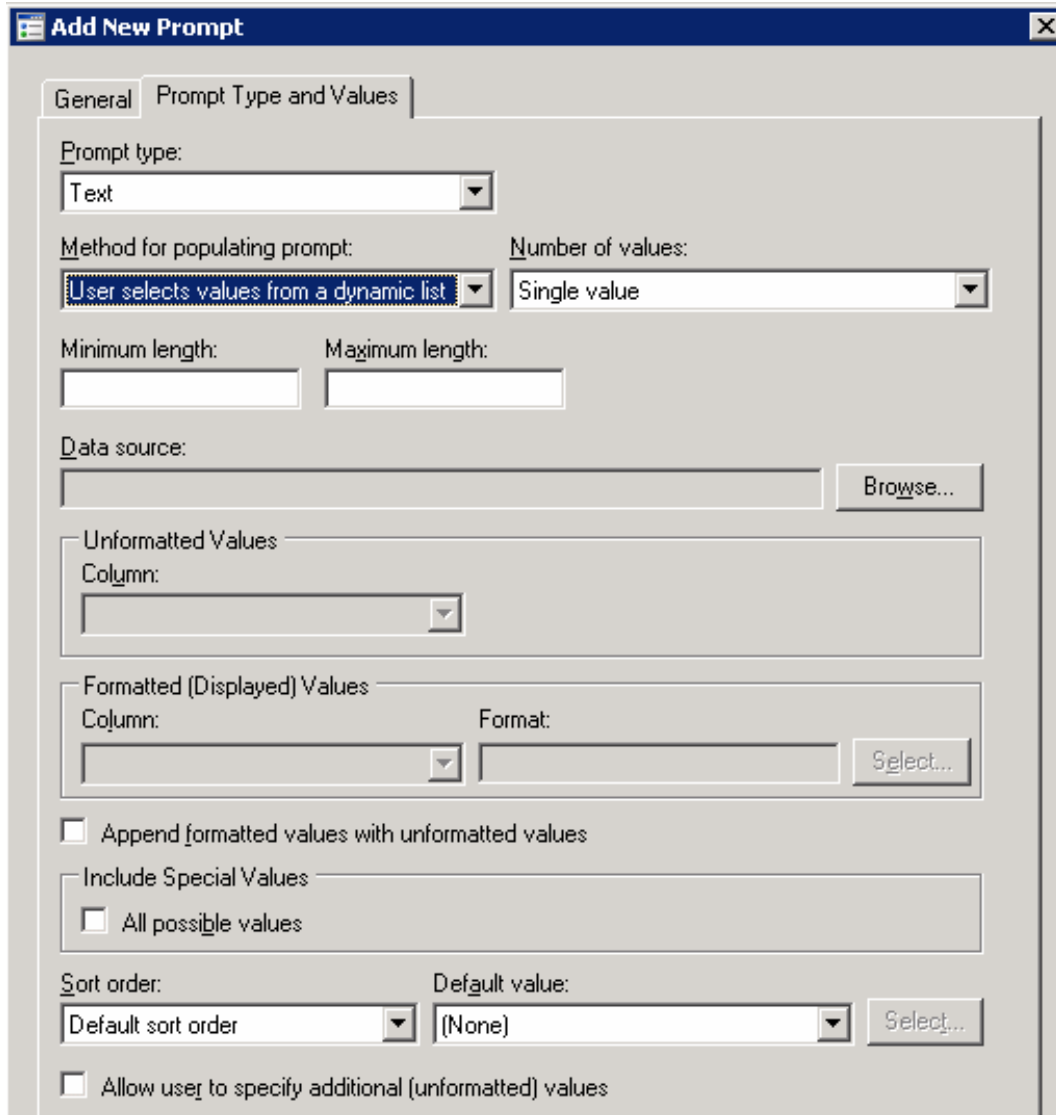 Add New Prompt
General Prompt Type and Values
Prompt type:
Text
Method for populating prompt: Number of values:
User selects values from a dynamic list Single value
Minimum length: Maximum length:
Data source:
Browse...
Unformatted Values
Column:
Formatted (Displayed) Values
Column: Format:
Select...
Append formatted values with unformatted values
Include Special Values
All possible values
Sort order: Default value:
Default sort order (None) Select...
Allow user to specify additional (unformatted) values